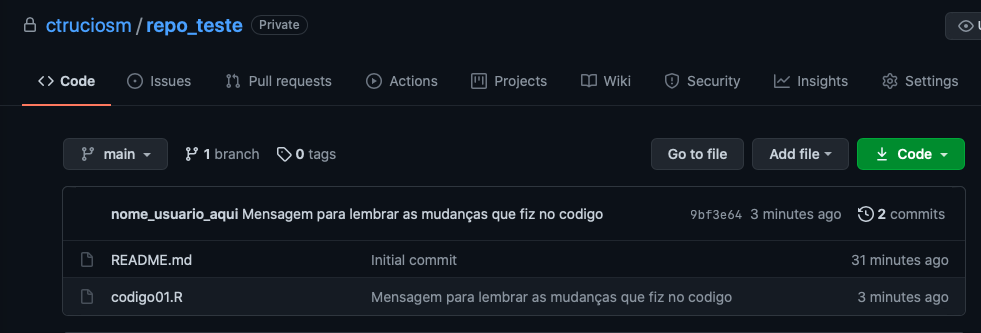 ctruciosm / repo_teste Private
Code Issues Pull requests Actions Projects Wiki Security Insights Settings
main 1 branch 0 tags Go to file Add file Code
nome_usuario_aqui Mensagem para lembrar as mudanças que fiz no codigo 9bf3e64 3 minutes ago 2 commits
README.md Initial commit 31 minutes ago
codigo01.R Mensagem para lembrar as mudanças que fiz no codigo 3 minutes ago